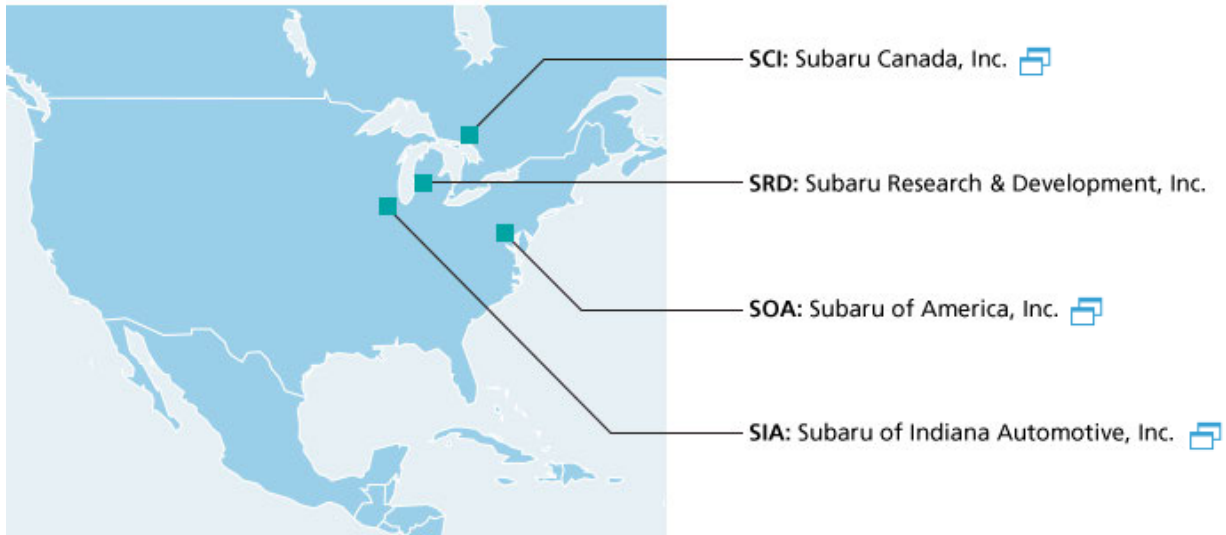 SCI: Subaru Canada, Inc.
SRD: Subaru Research & Development, Inc.
SOA: Subaru of America, Inc.
SIA: Subaru of Indiana Automotive, Inc.